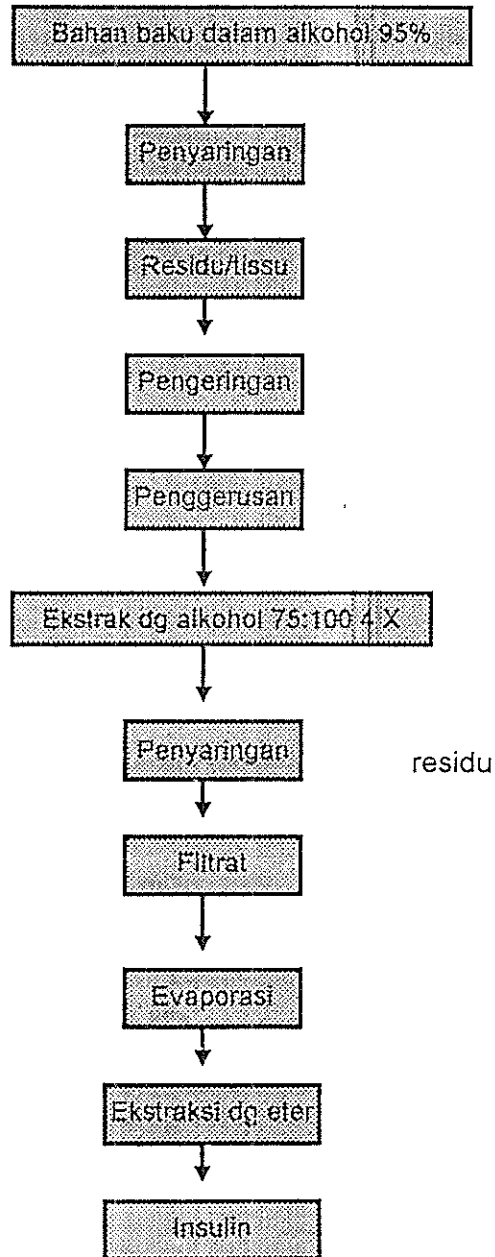 Bahan baku dalam alkohol 95%
Penyaringan
Residu/tissu
Pengeringan
Penggerusan
Ekstrak dg alkohol 75:100 4 X
Penyaringan
residu
Flitrat
Evaporasi
Ekstraksi dg eter
Insulin